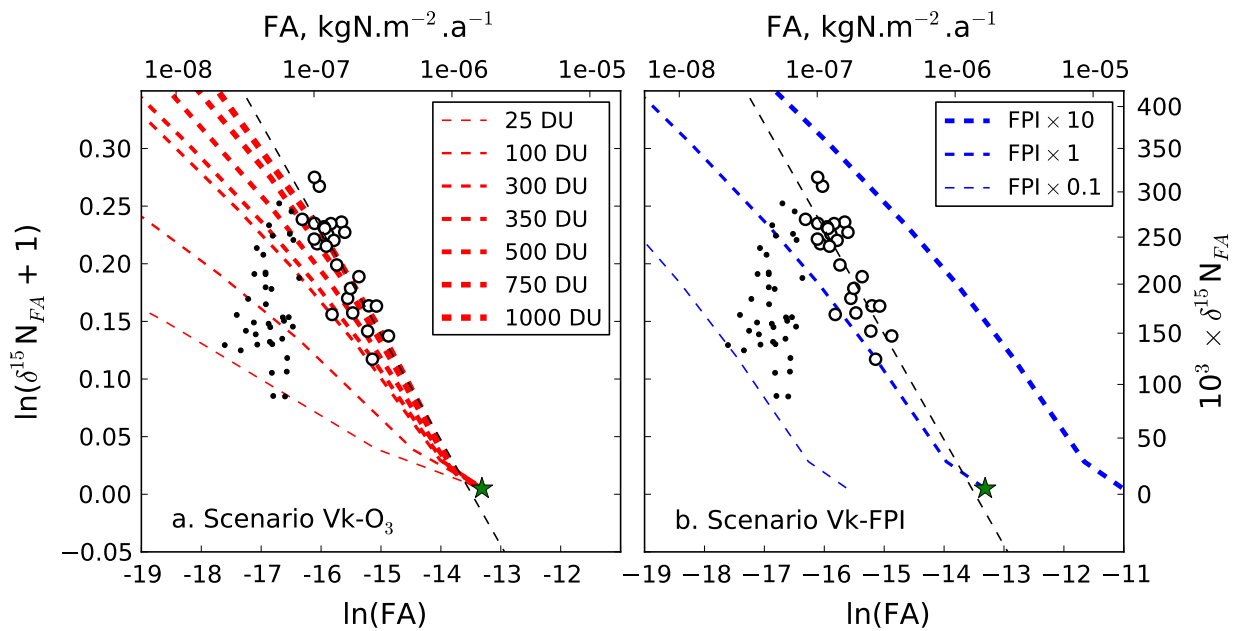 FA, kgN.m⁻².a⁻¹
1e-08 1e-07 1e-06 1e-05
ln(δ¹⁵N_FA + 1)
0.30
0.25
0.20
0.15
0.10
0.05
0.00
−0.05
25 DU
100 DU
300 DU
350 DU
500 DU
750 DU
1000 DU
a. Scenario Vk-O₃
-19 -18 -17 -16 -15 -14 -13 -12
ln(FA)
FA, kgN.m⁻².a⁻¹
1e-08 1e-07 1e-06 1e-05
FPI × 10
FPI × 1
FPI × 0.1
400
350
300
250
200
150
100
50
0
10³ × δ¹⁵N_FA
b. Scenario Vk-FPI
−19 −18 −17 −16 −15 −14 −13 −12 −11
ln(FA)